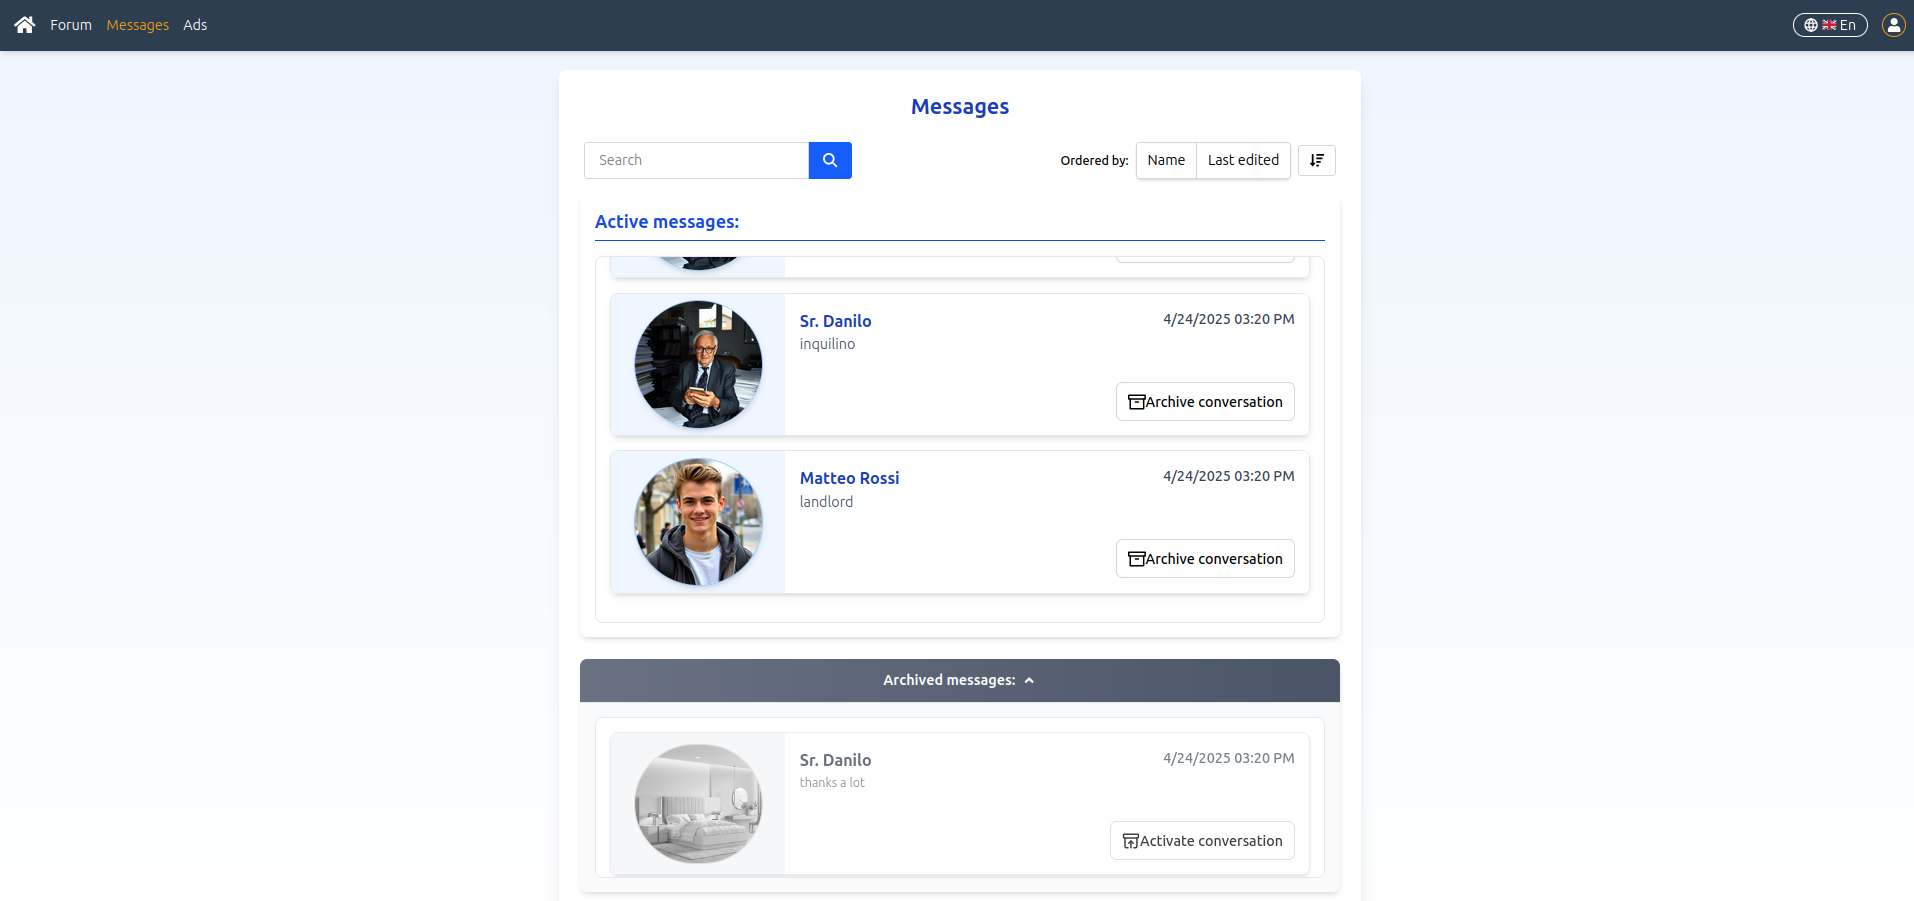 Forum Messages Ads En
Messages
Search
Ordered by: Name Last edited
Active messages:
Sr. Danilo 4/24/2025 03:20 PM
inquilino
Archive conversation
Matteo Rossi 4/24/2025 03:20 PM
landlord
Archive conversation
Archived messages:
Sr. Danilo 4/24/2025 03:20 PM
thanks a lot
Activate conversation